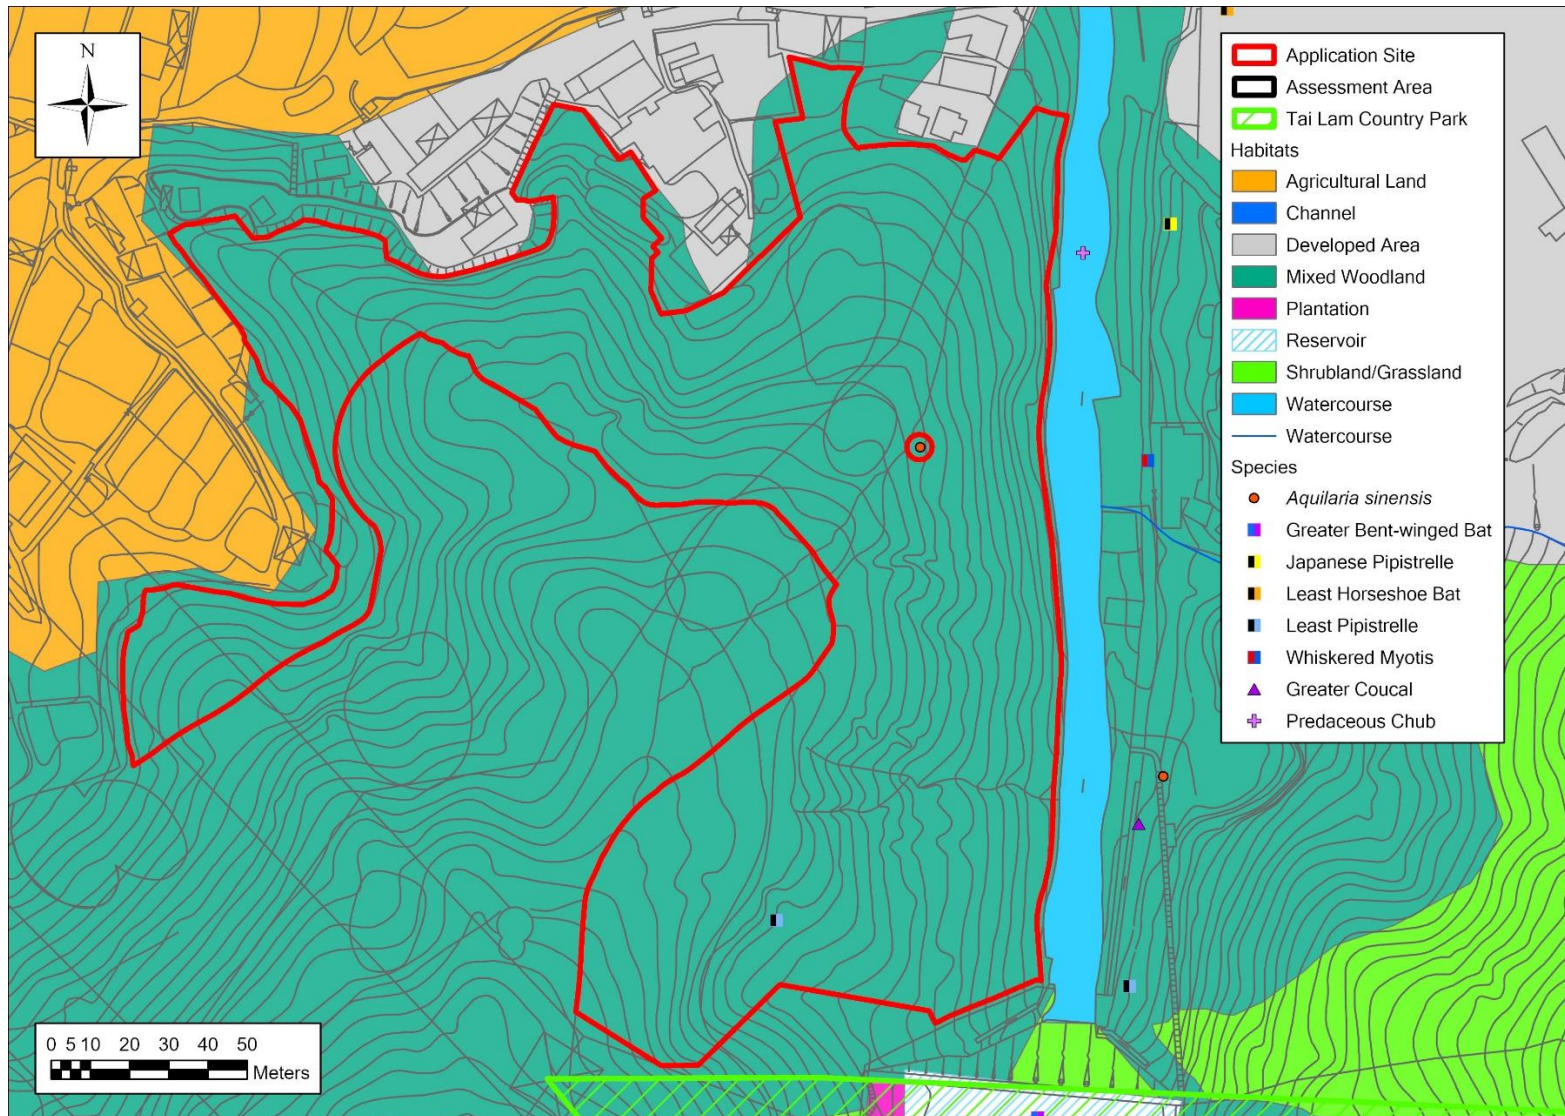 N
Application Site
Assessment Area
Tai Lam Country Park
Habitats
Agricultural Land
Channel
Developed Area
Mixed Woodland
Plantation
Reservoir
Shrubland/Grassland
Watercourse
Watercourse
Species
Aquilaria sinensis
Greater Bent-winged Bat
Japanese Pipistrelle
Least Horseshoe Bat
Least Pipistrelle
Whiskered Myotis
Greater Coucal
Predaceous Chub
0 5 10 20 30 40 50
Meters